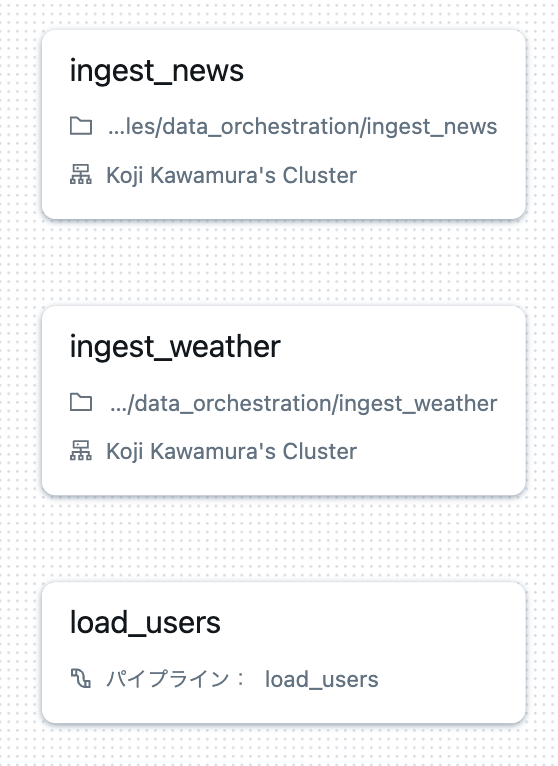 ingest_news
...les/data_orchestration/ingest_news
Koji Kawamura's Cluster
ingest_weather
.../data_orchestration/ingest_weather
Koji Kawamura's Cluster
load_users
パイプライン： load_users